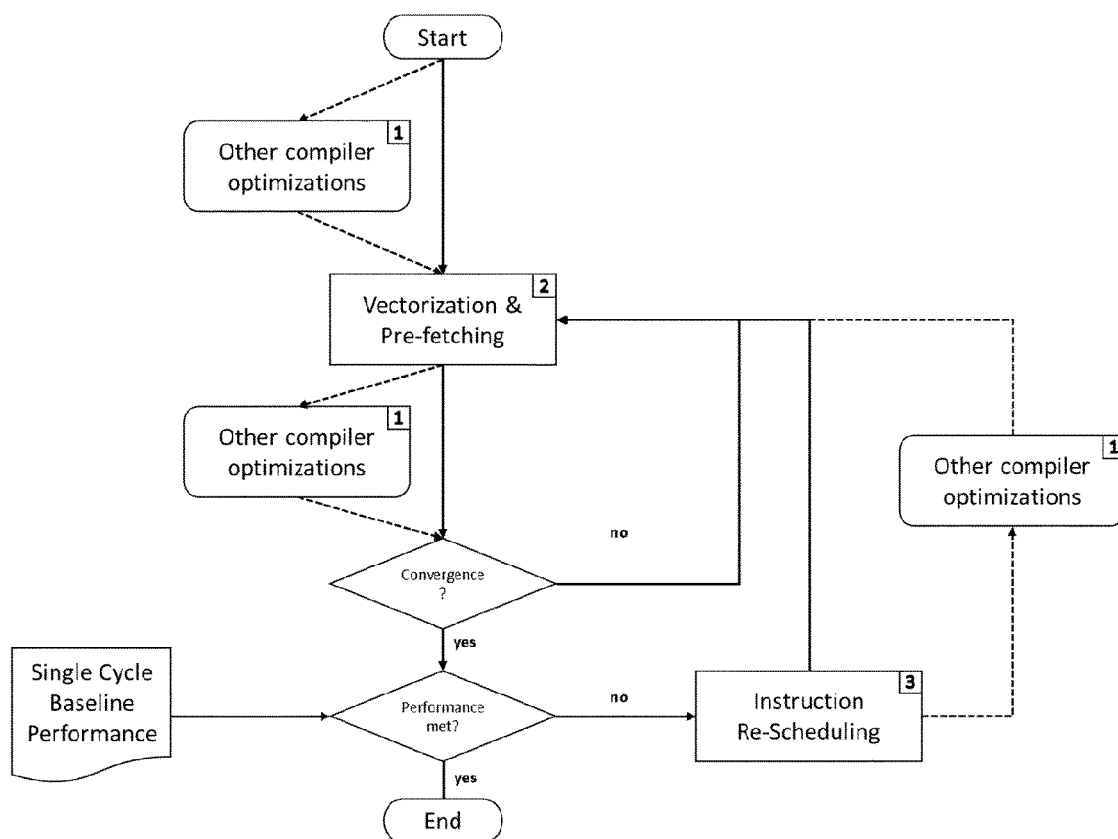 Start
1
Other compiler
optimizations
2
Vectorization &
Pre-fetching
1
Other compiler
optimizations
1
Other compiler
optimizations
no
Convergence
?
yes
Single Cycle
Baseline
Performance
Performance
met?
no
3
Instruction
Re-Scheduling
yes
End